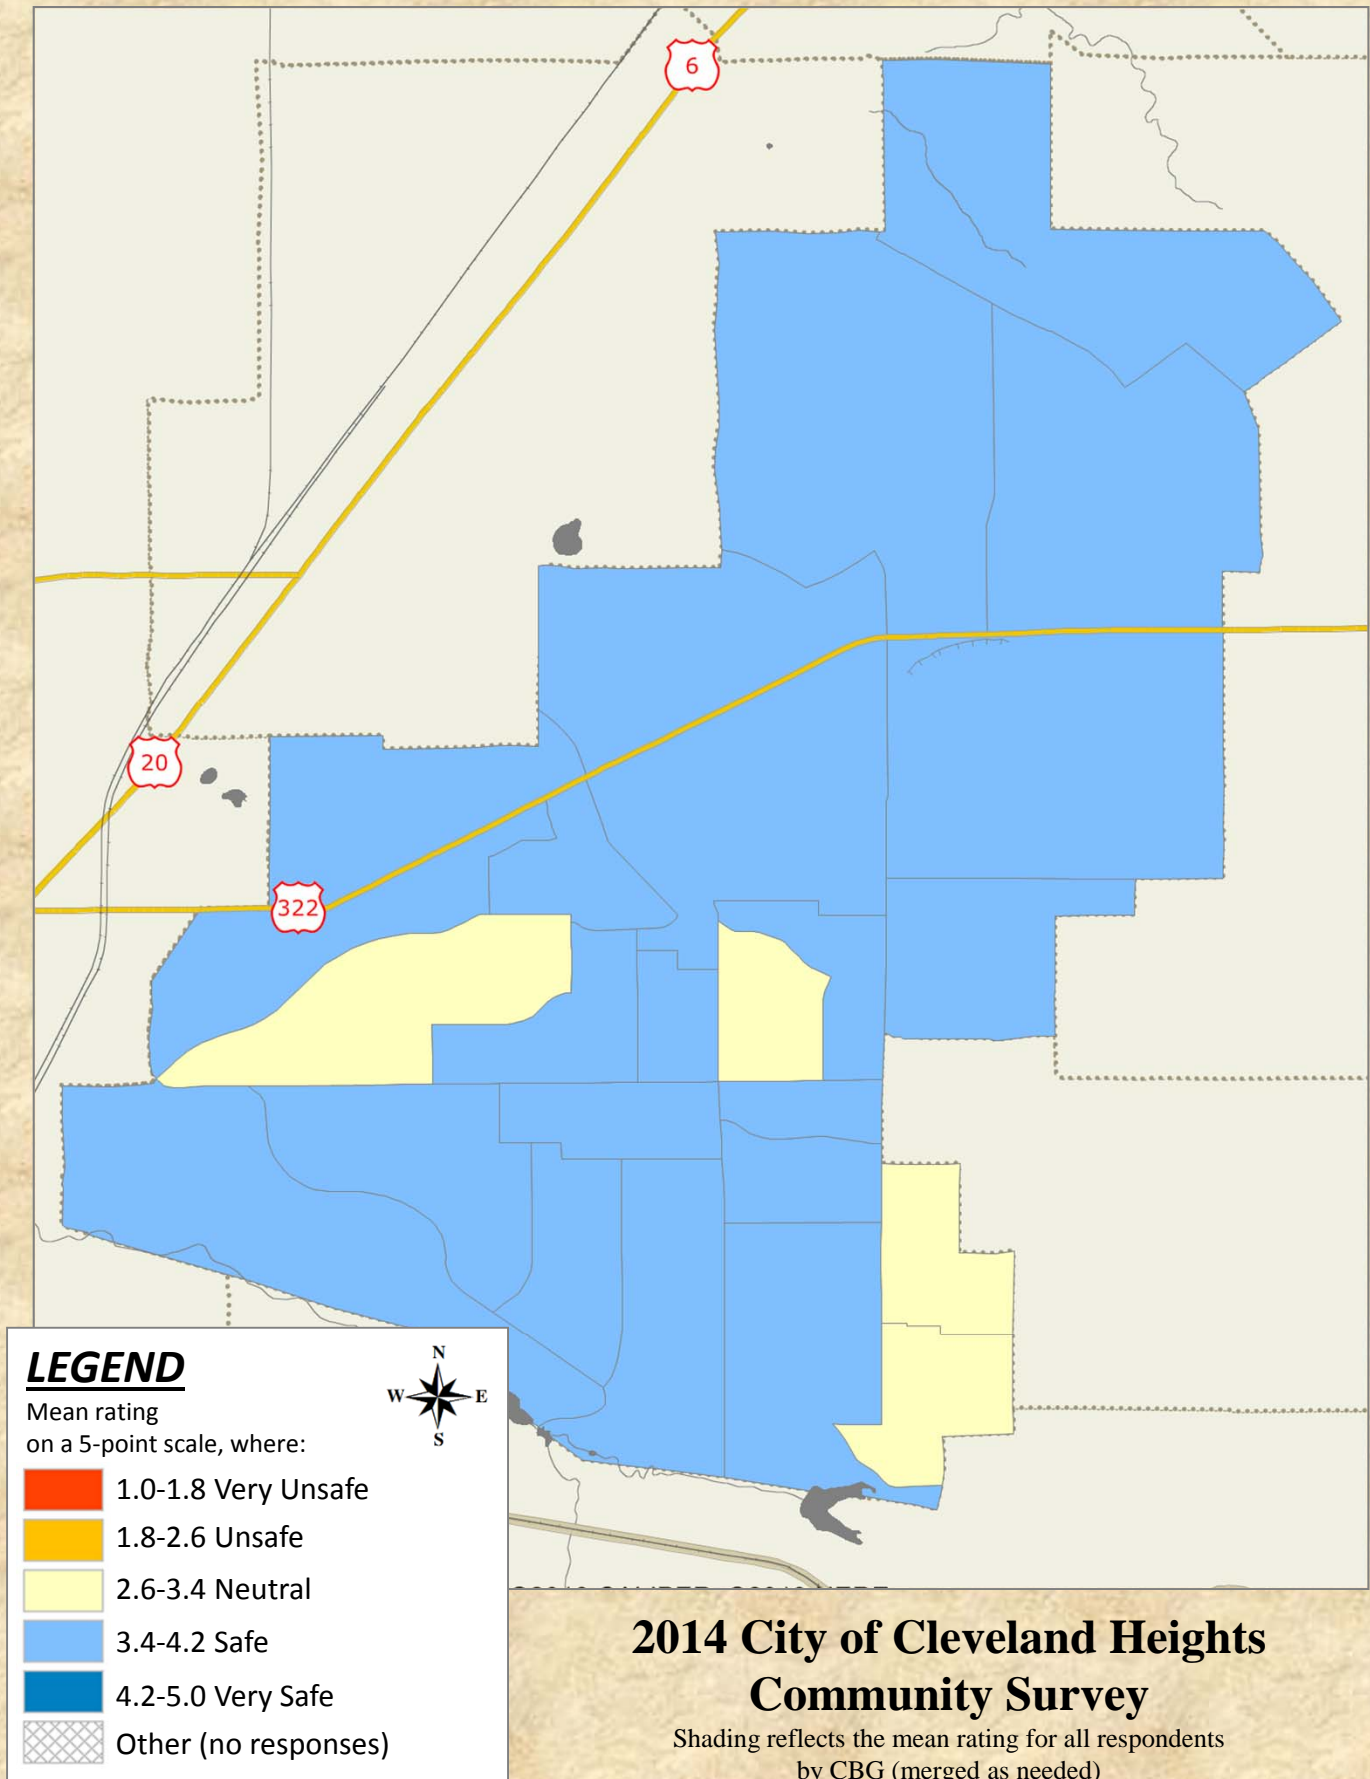 6
20
322
LEGEND
N
W E
S
Mean rating
on a 5-point scale, where:
1.0-1.8 Very Unsafe
1.8-2.6 Unsafe
2.6-3.4 Neutral
3.4-4.2 Safe
4.2-5.0 Very Safe
Other (no responses)
2014 City of Cleveland Heights
Community Survey
Shading reflects the mean rating for all respondents
by CBG (merged as needed)